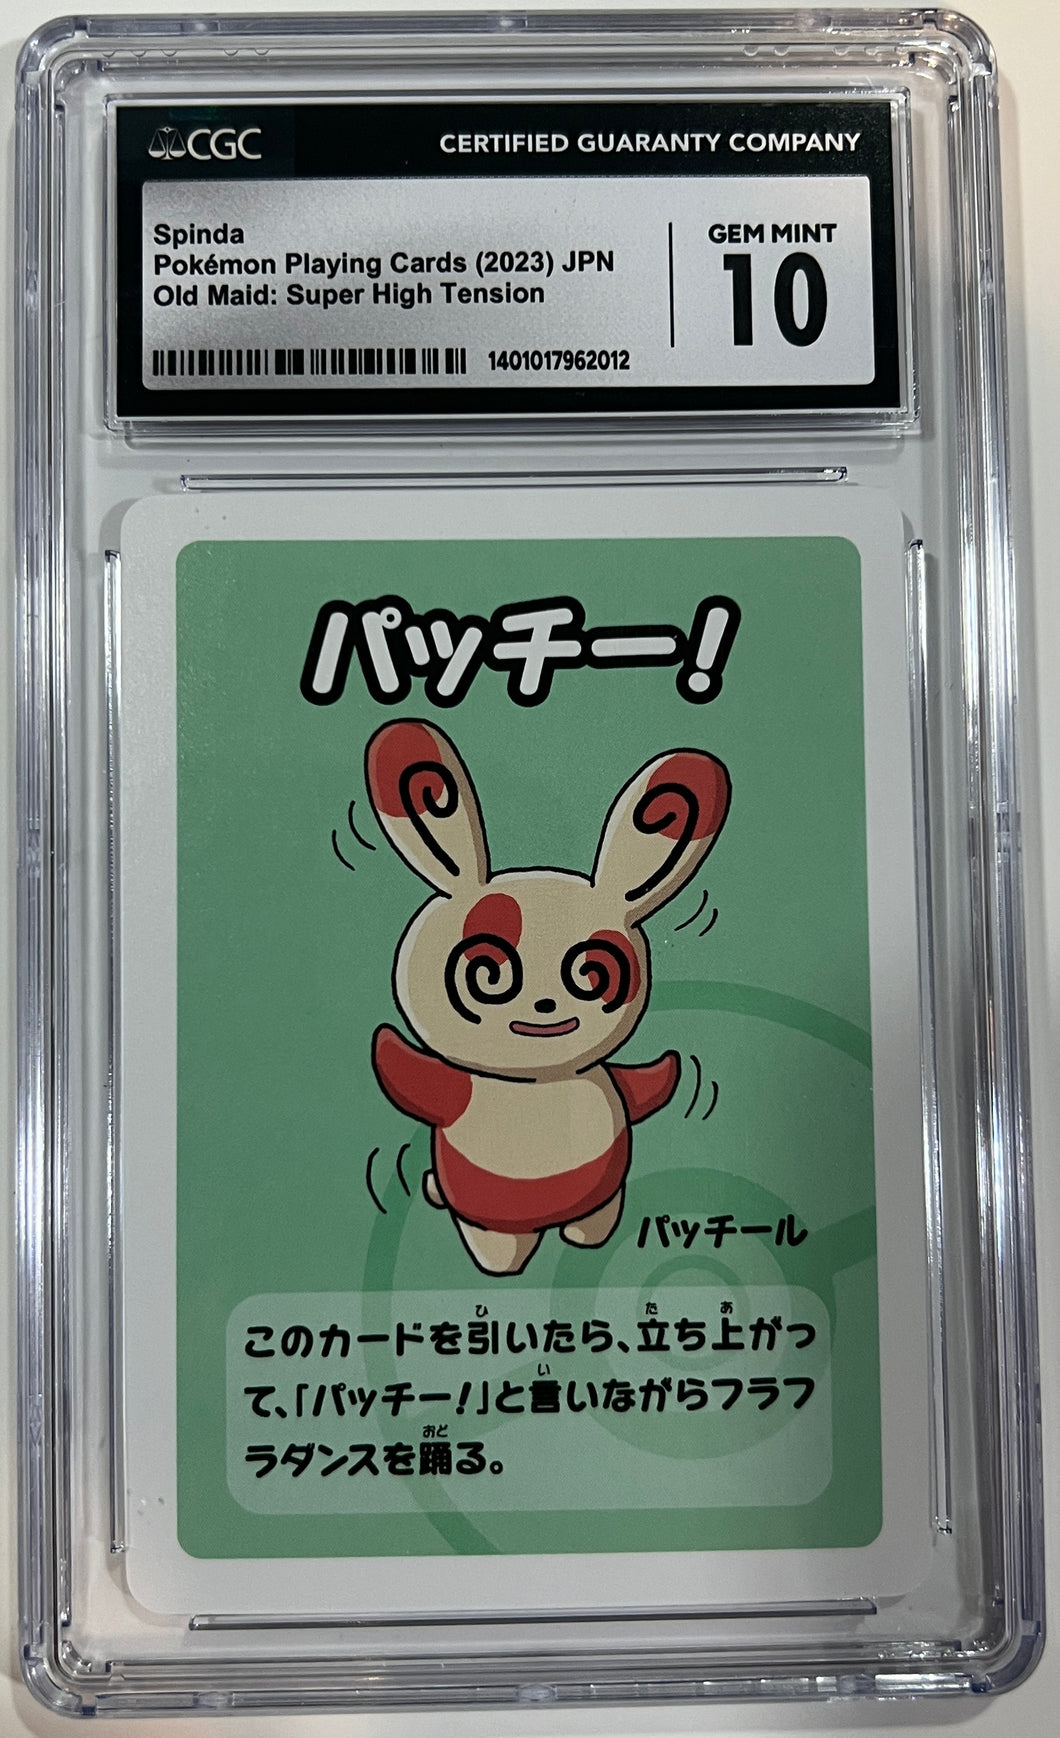 CGC
CERTIFIED GUARANTY COMPANY
Spinda
Pokémon Playing Cards (2023) JPN
Old Maid: Super High Tension
1401017962012
GEM MINT
10
パッチー!
パッチール
このカードを引いたら、立ち上がっ
て、「パッチー!」と言いながらフラフ
ラダンスを踊る。